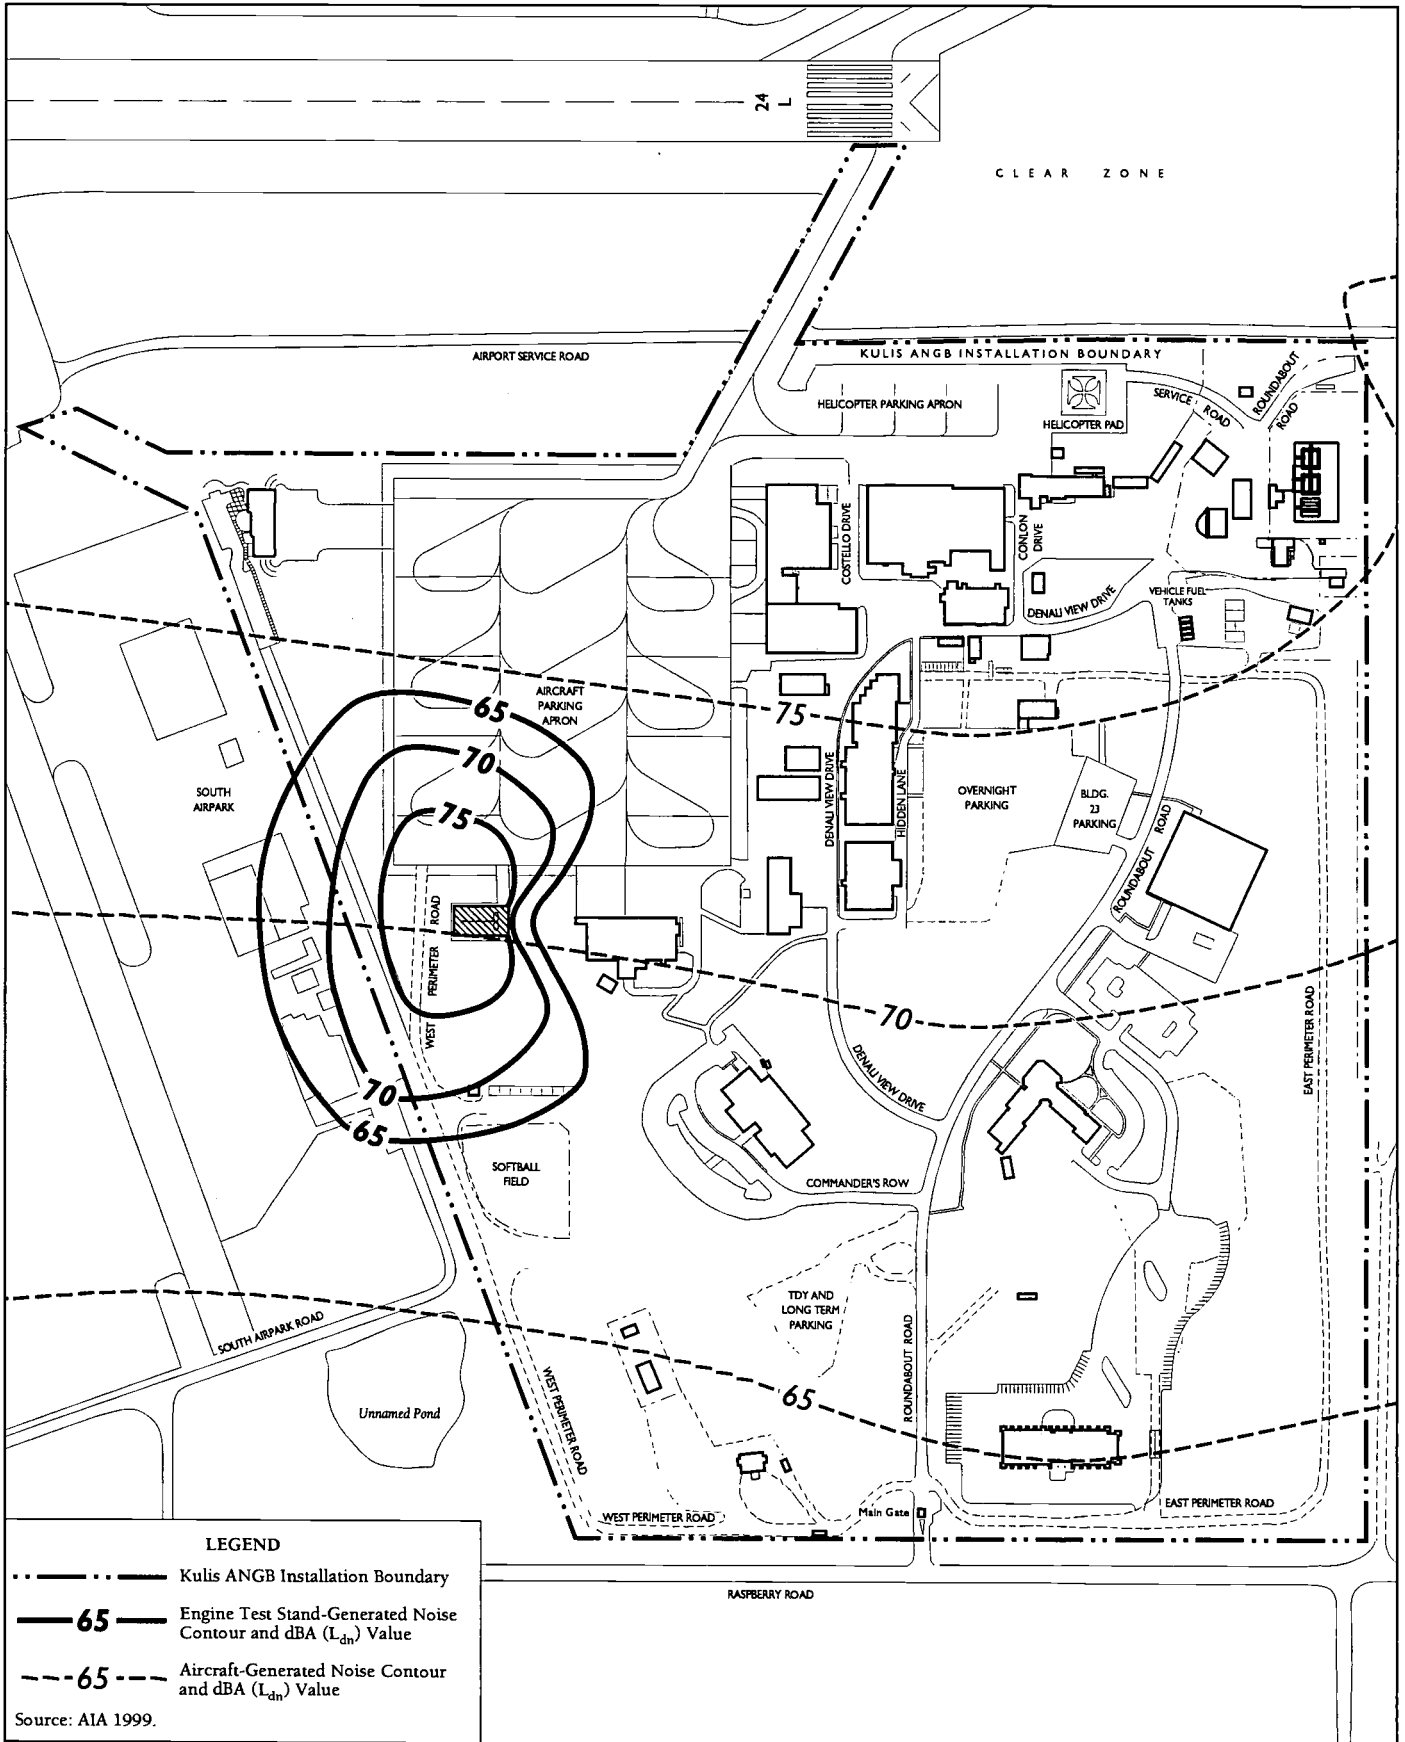 24
L
CLEAR ZONE
AIRPORT SERVICE ROAD
KULIS ANGB INSTALLATION BOUNDARY
HELICOPTER PARKING APRON
HELICOPTER PAD
SERVICE ROAD
ROUNDABOUT
ROAD
COSTELLO DRIVE
CONLON
DRIVE
DENALI VIEW DRIVE
VEHICLE FUEL
TANKS
AIRCRAFT
PARKING
APRON
65
70
75
75
SOUTH
AIRPARK
DENALI VIEW DRIVE
HIDDEN LANE
OVERNIGHT
PARKING
BLDG.
23
PARKING
ROUNDABOUT ROAD
WEST PERIMETER ROAD
70
EAST PERIMETER ROAD
DENALI VIEW DRIVE
70
65
SOFTBALL
FIELD
COMMANDER'S ROW
TDY AND
LONG TERM
PARKING
SOUTH AIRPARK ROAD
ROUNDABOUT ROAD
WEST PERIMETER ROAD
65
Unnamed Pond
WEST PERIMETER ROAD
Main Gate
EAST PERIMETER ROAD
RASPBERRY ROAD
LEGEND
Kulis ANGB Installation Boundary
65
Engine Test Stand-Generated Noise
Contour and dBA (Ldn) Value
65
Aircraft-Generated Noise Contour
and dBA (Ldn) Value
Source: AIA 1999.